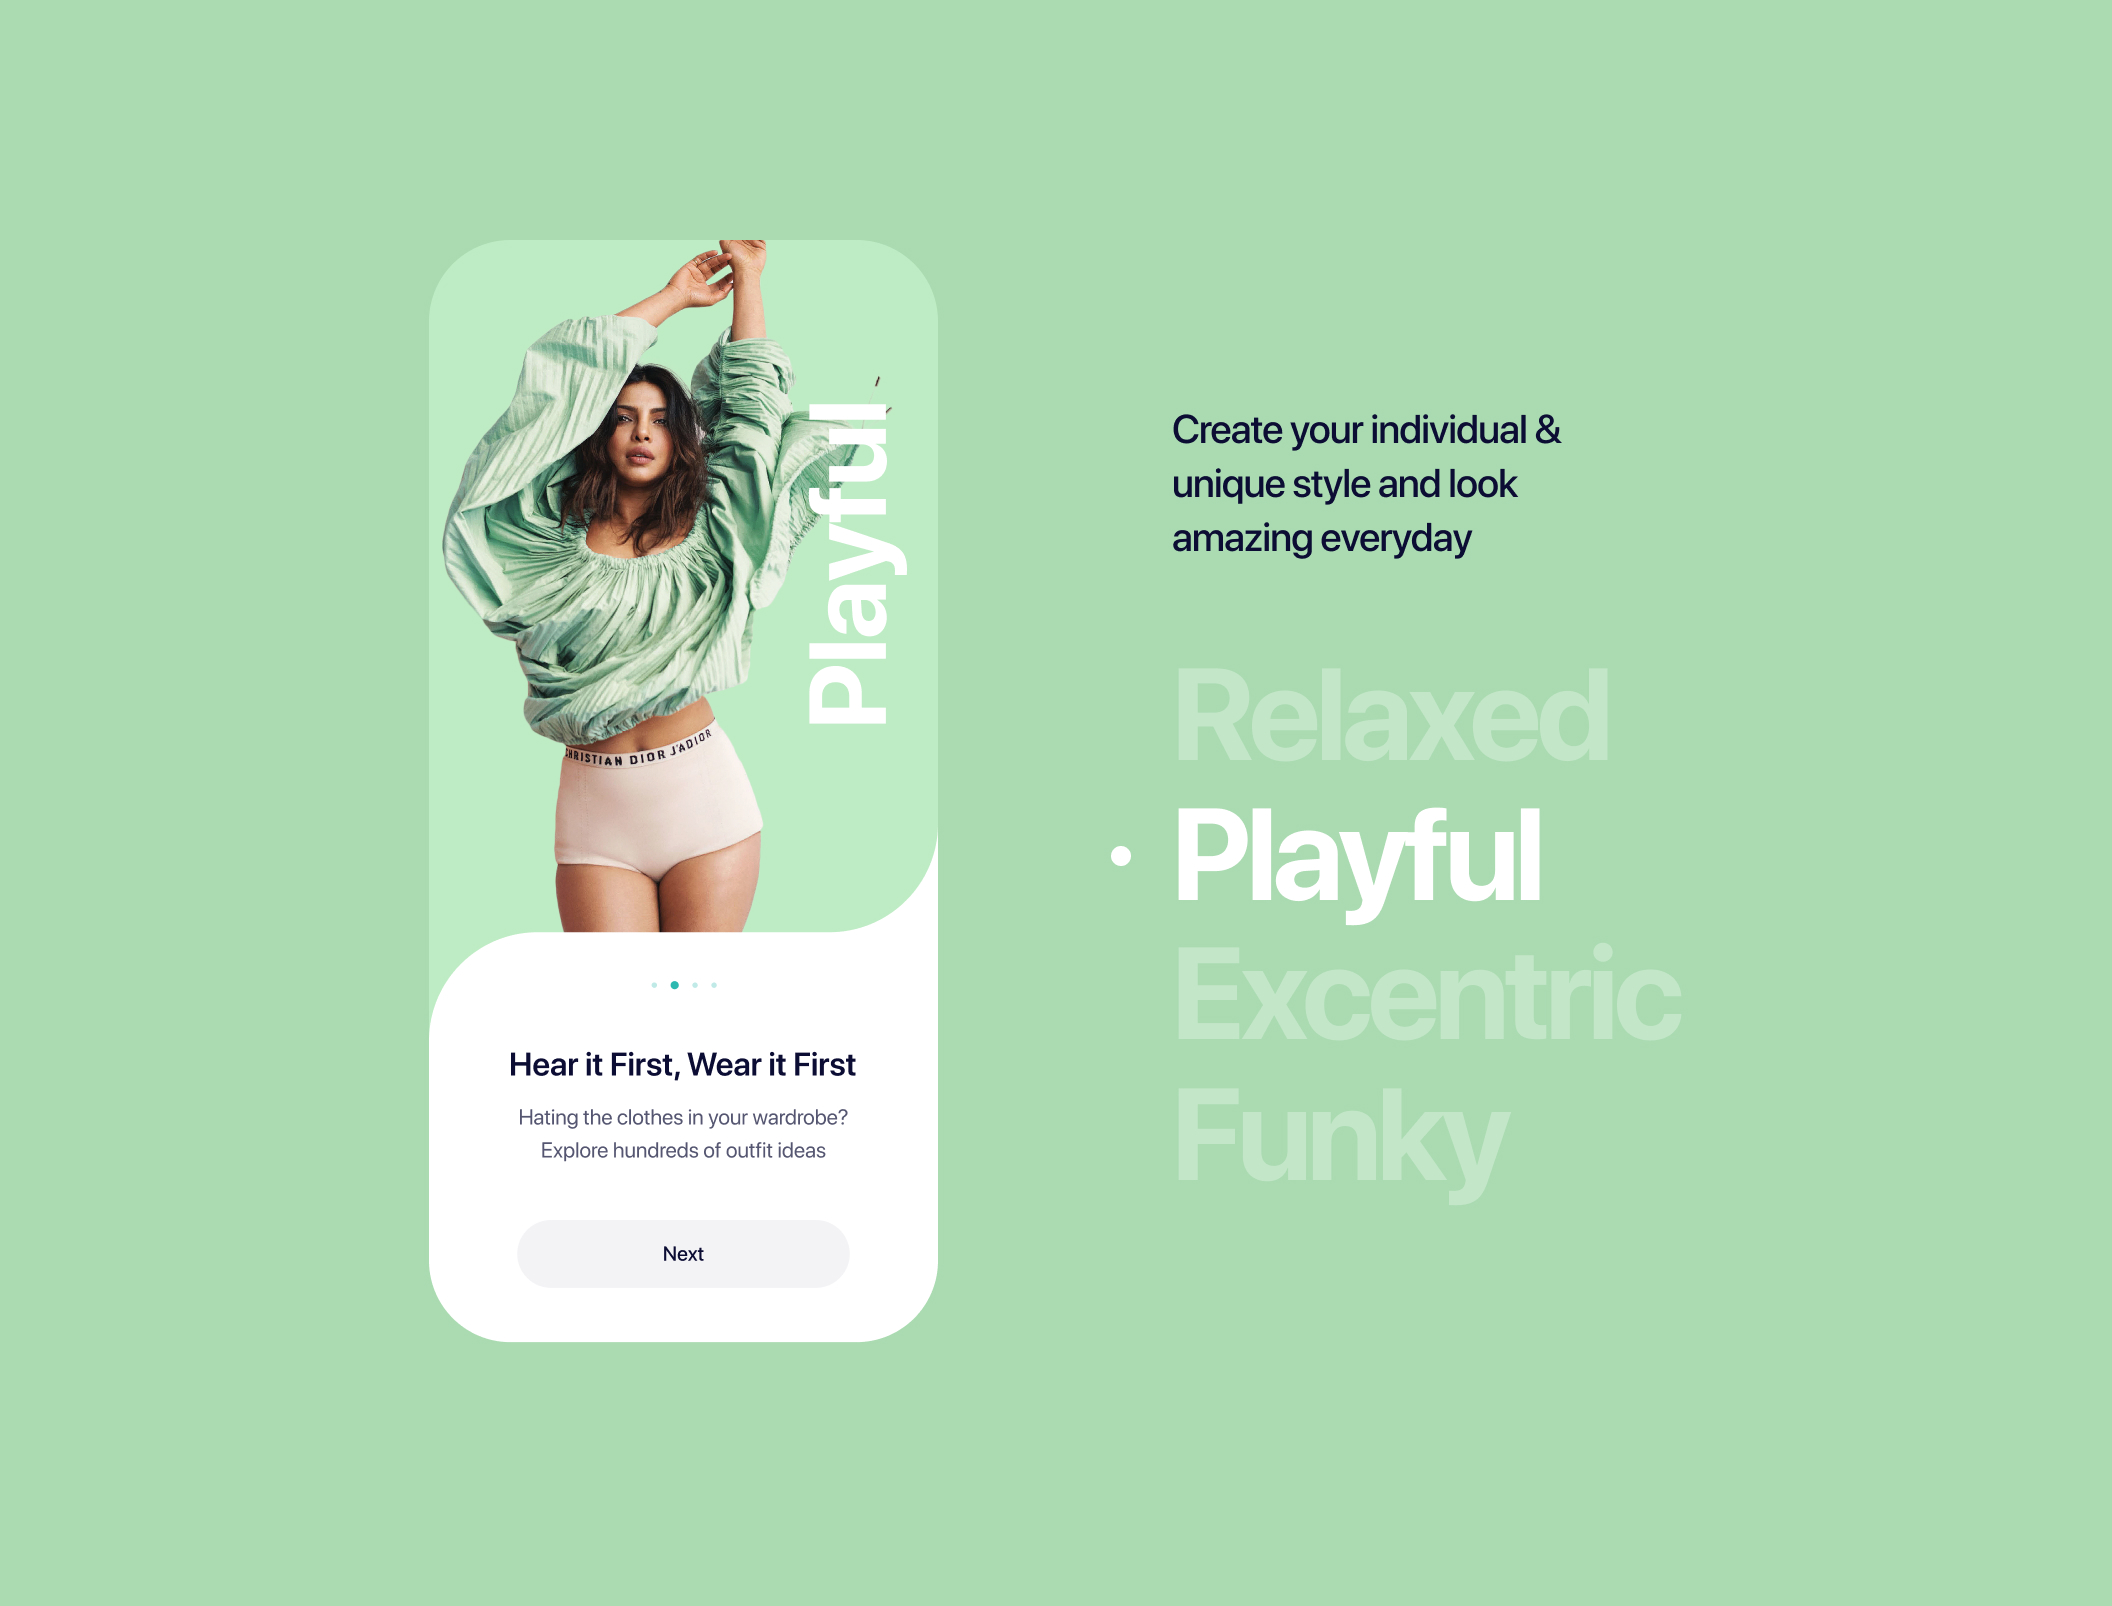 Playful
CHRISTIAN DIOR J'ADIOR
Hear it First, Wear it First
Hating the clothes in your wardrobe?
Explore hundreds of outfit ideas
Next
Create your individual &
unique style and look
amazing everyday
Relaxed
Playful
Excentric
Funky